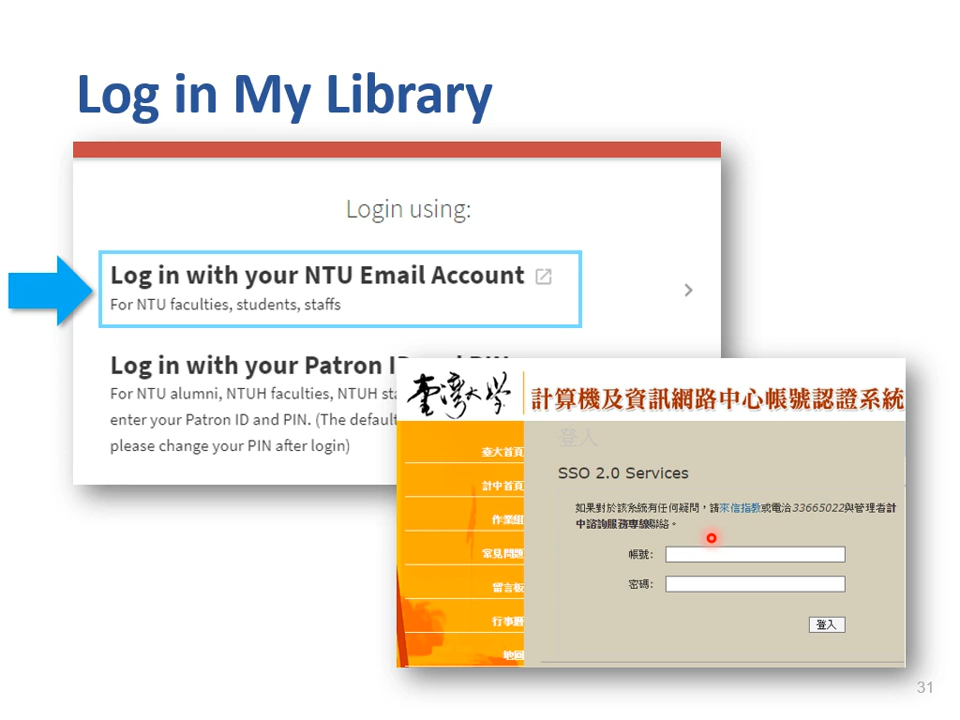 Log in My Library
Login using:
Log in with your NTU Email Account
For NTU faculties, students, staffs
Log in with your Patron
For NTU alumni, NTUH faculties, NTUH
enter your Patron ID and PIN. (The default
please change your PIN after login)
臺灣大學
計算機及資訊網路中心帳號認證系統
臺大首頁
計中首頁
作業組
常見問題
留言板
行事曆
登入
SSO 2.0 Services
如果對於該系統有任何疑問，請來信指教或電洽33665022與管理者計
中諮詢服務專線聯絡。
帳號:
密碼:
登入
31